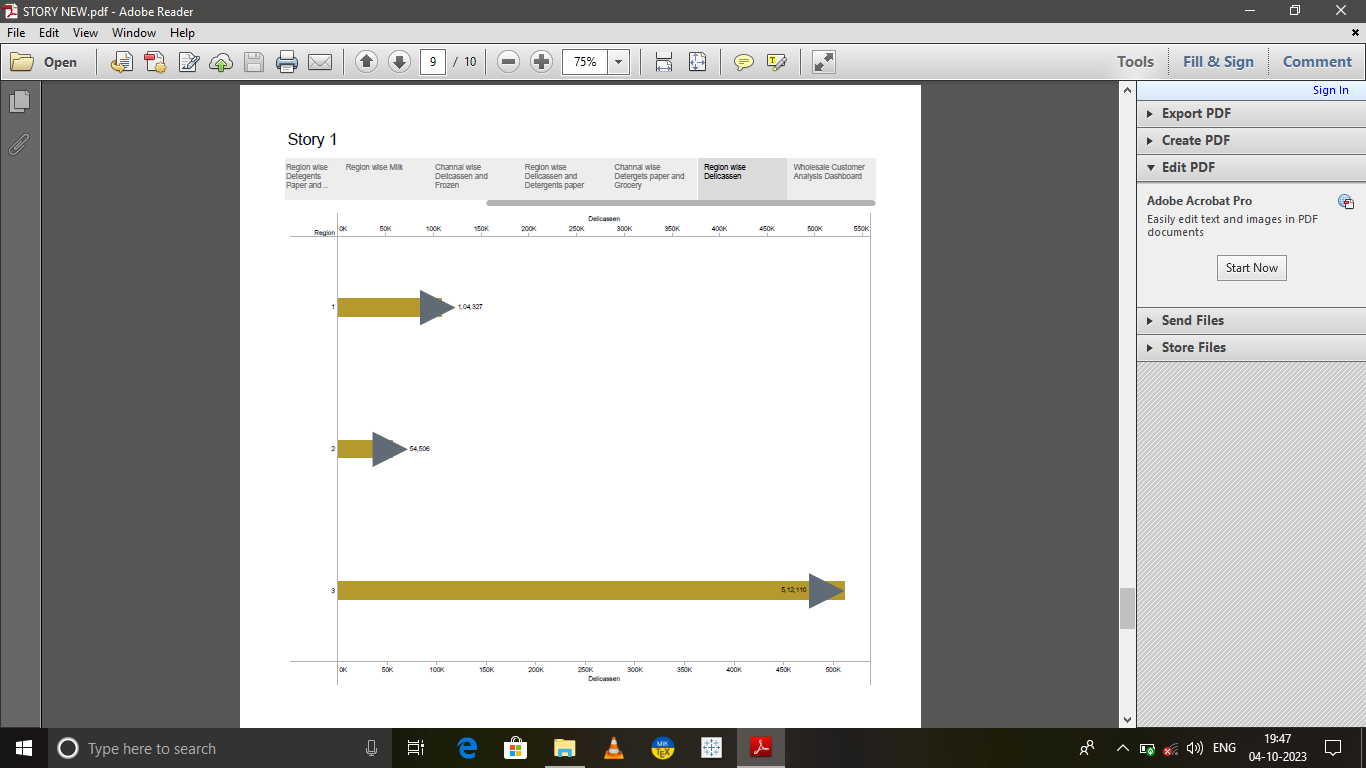 STORY NEW.pdf - Adobe Reader
File Edit View Window Help
Open 9 / 10 75% Tools Fill & Sign Comment
Sign In
Export PDF
Create PDF
Edit PDF
Adobe Acrobat Pro
Easily edit text and images in PDF
documents
Start Now
Send Files
Store Files
Story 1
Region wise
Detegents
Paper and ..
Region wise Milk
Channal wise
Delicassen and
Frozen
Region wise
Delicassen and
Detergents paper
Channal wise
Detergets paper and
Grocery
Region wise
Delicassen
Wholesale Customer
Analysis Dashboard
Delicassen
Region 0K 50K 100K 150K 200K 250K 300K 350K 400K 450K 500K 550K
1 1,04,327
2 54,506
3 5,12,110
0K 50K 100K 150K 200K 250K 300K 350K 400K 450K 500K
Delicassen
Type here to search
MiK
TEX
ENG
19:47
04-10-2023